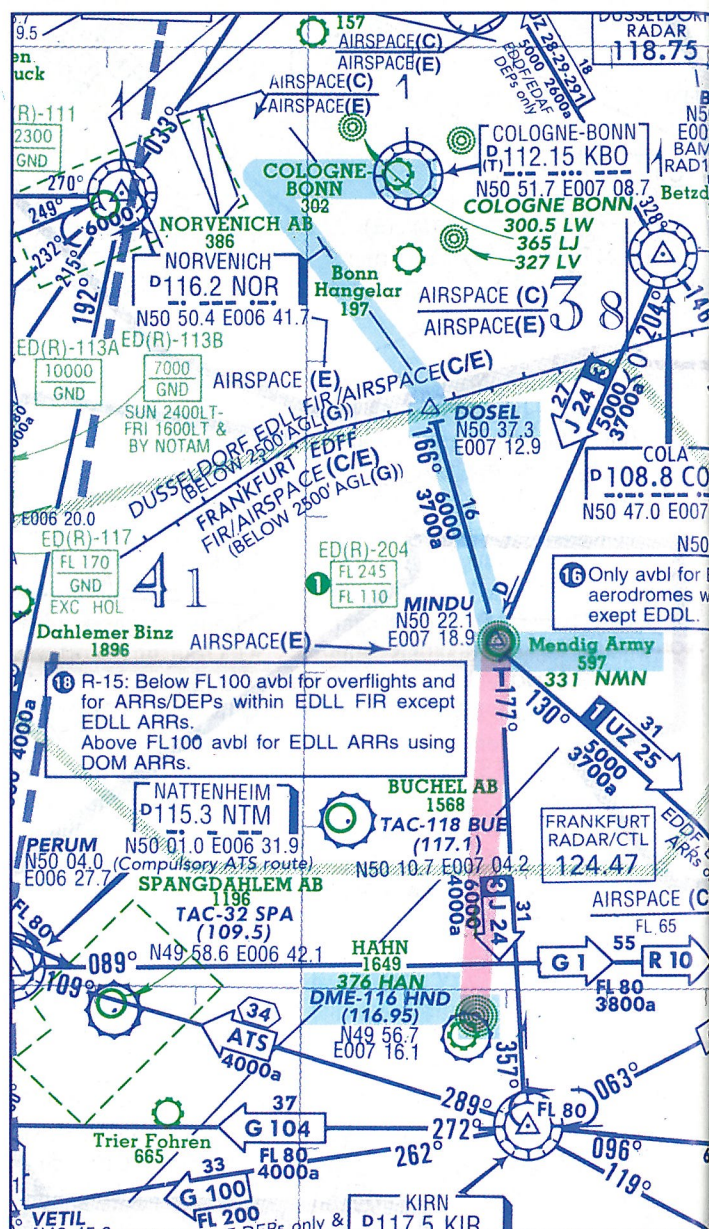 157
9.5
AIRSPACE(C)
AIRSPACE(E)
UZ 28-29-291
18
5000 2600a
EDDF/EDAF
DEPs only
DUSSELDORF
RADAR
118.75
AIRSPACE(C)
AIRSPACE(E)
1
en
uck
(R)-111
2300
GND
033°
COLOGNE-BONN
D
(T)
112.15 KBO
N50 51.7 E007 08.7
COLOGNE-
BONN
302
COLOGNE BONN
300.5 LW
365 LJ
327 LV
N5
E00
BAM
RAD1
Betzd
328°
270°
249°
232°
215°
6000
192°
NORVENICH AB
386
NORVENICH
D116.2 NOR
N50 50.4 E006 41.7
Bonn
Hangelar
197
AIRSPACE (C)
AIRSPACE(E)
38
204°
146
ED(R)-113A
10000
GND
ED(R)-113B
7000
GND
SUN 2400LT-
FRI 1600LT &
BY NOTAM
AIRSPACE (E)
DUSSELDORF EDLL FIR/AIRSPACE(C/E)
(BELOW 2500' AGL(G))
FRANKFURT EDFF
FIR/AIRSPACE (C/E)
(BELOW 2500' AGL(G))
27
J 24
3
5000
3700a
DOSEL
N50 37.3
E007 12.9
166°
16
6000
3700a
COLA
D108.8 CO
N50 47.0 E007
E006 20.0
ED(R)-117
FL 170
GND
EXC HOL
41
ED(R)-204
1
FL 245
FL 110
N50
16 Only avbl for
aerodromes w
exept EDDL.
MINDU
N50 22.1
E007 18.9
Dahlemer Binz
1896
AIRSPACE(E)
Mendig Army
597
331 NMN
18 R-15: Below FL100 avbl for overflights and
for ARRs/DEPs within EDLL FIR except
EDLL ARRs.
Above FL100 avbl for EDLL ARRs using
DOM ARRs.
4000a
177°
130°
1 UZ 25
31
5000
3700a
EDDF
ARRs
NATTENHEIM
D115.3 NTM
N50 01.0 E006 31.9
BUCHEL AB
1568
TAC-118 BUE
(117.1)
N50 10.7 E007 04.2
FRANKFURT
RADAR/CTL
124.47
PERUM
N50 04.0 (Compulsory ATS route)
E006 27.7
SPANGDAHLEM AB
1196
TAC-32 SPA
(109.5)
N49 58.6 E006 42.1
6000
4000a
3 J 24
31
AIRSPACE (C
FL 65
FL 80
089°
109°
HAHN
1649
376 HAN
DME-116 HND
(116.95)
N49 56.7
E007 16.1
G 1
55
R 10
FL 80
3800a
34
ATS
4000a
357°
063°
289°
FL 80
37
G 104
272°
FL 80
4000a
262°
096°
119°
Trier Fohren
665
33
G 100
FL 200
VETIL
DEPs only &
KIRN
D117.5 KIR